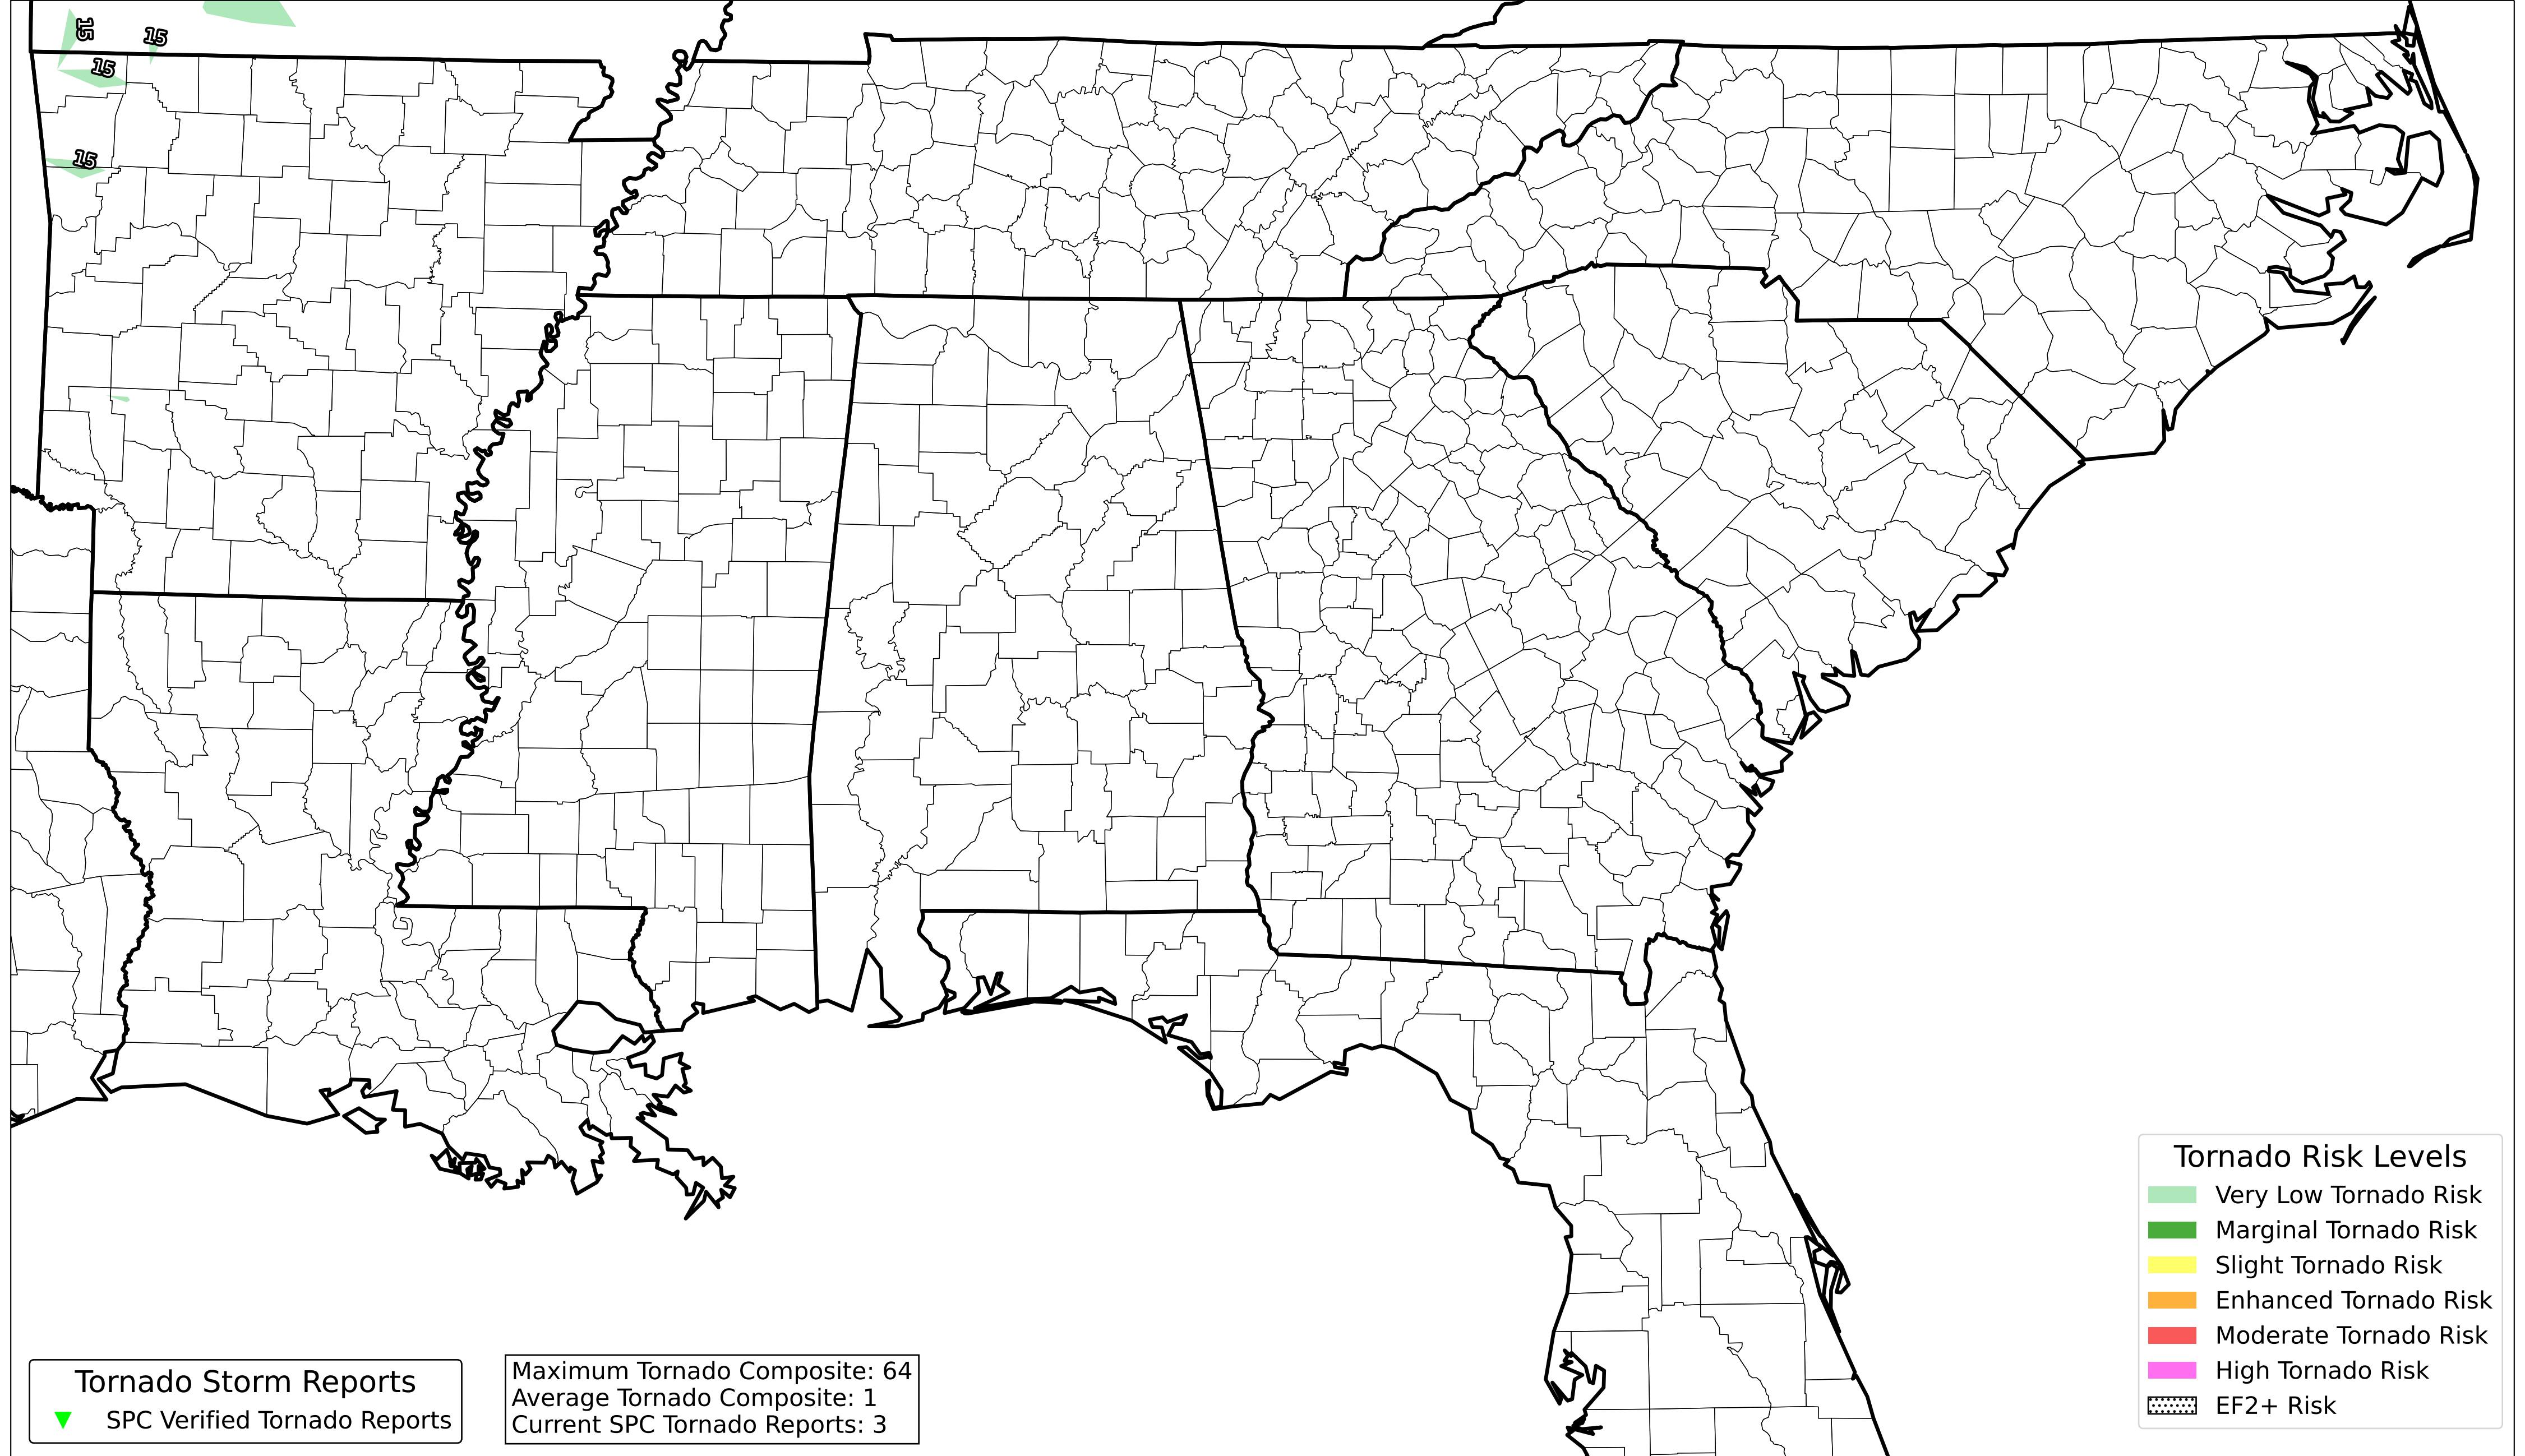 15
15
15
15
Tornado Storm Reports
SPC Verified Tornado Reports
Maximum Tornado Composite: 64
Average Tornado Composite: 1
Current SPC Tornado Reports: 3
Tornado Risk Levels
Very Low Tornado Risk
Marginal Tornado Risk
Slight Tornado Risk
Enhanced Tornado Risk
Moderate Tornado Risk
High Tornado Risk
EF2+ Risk